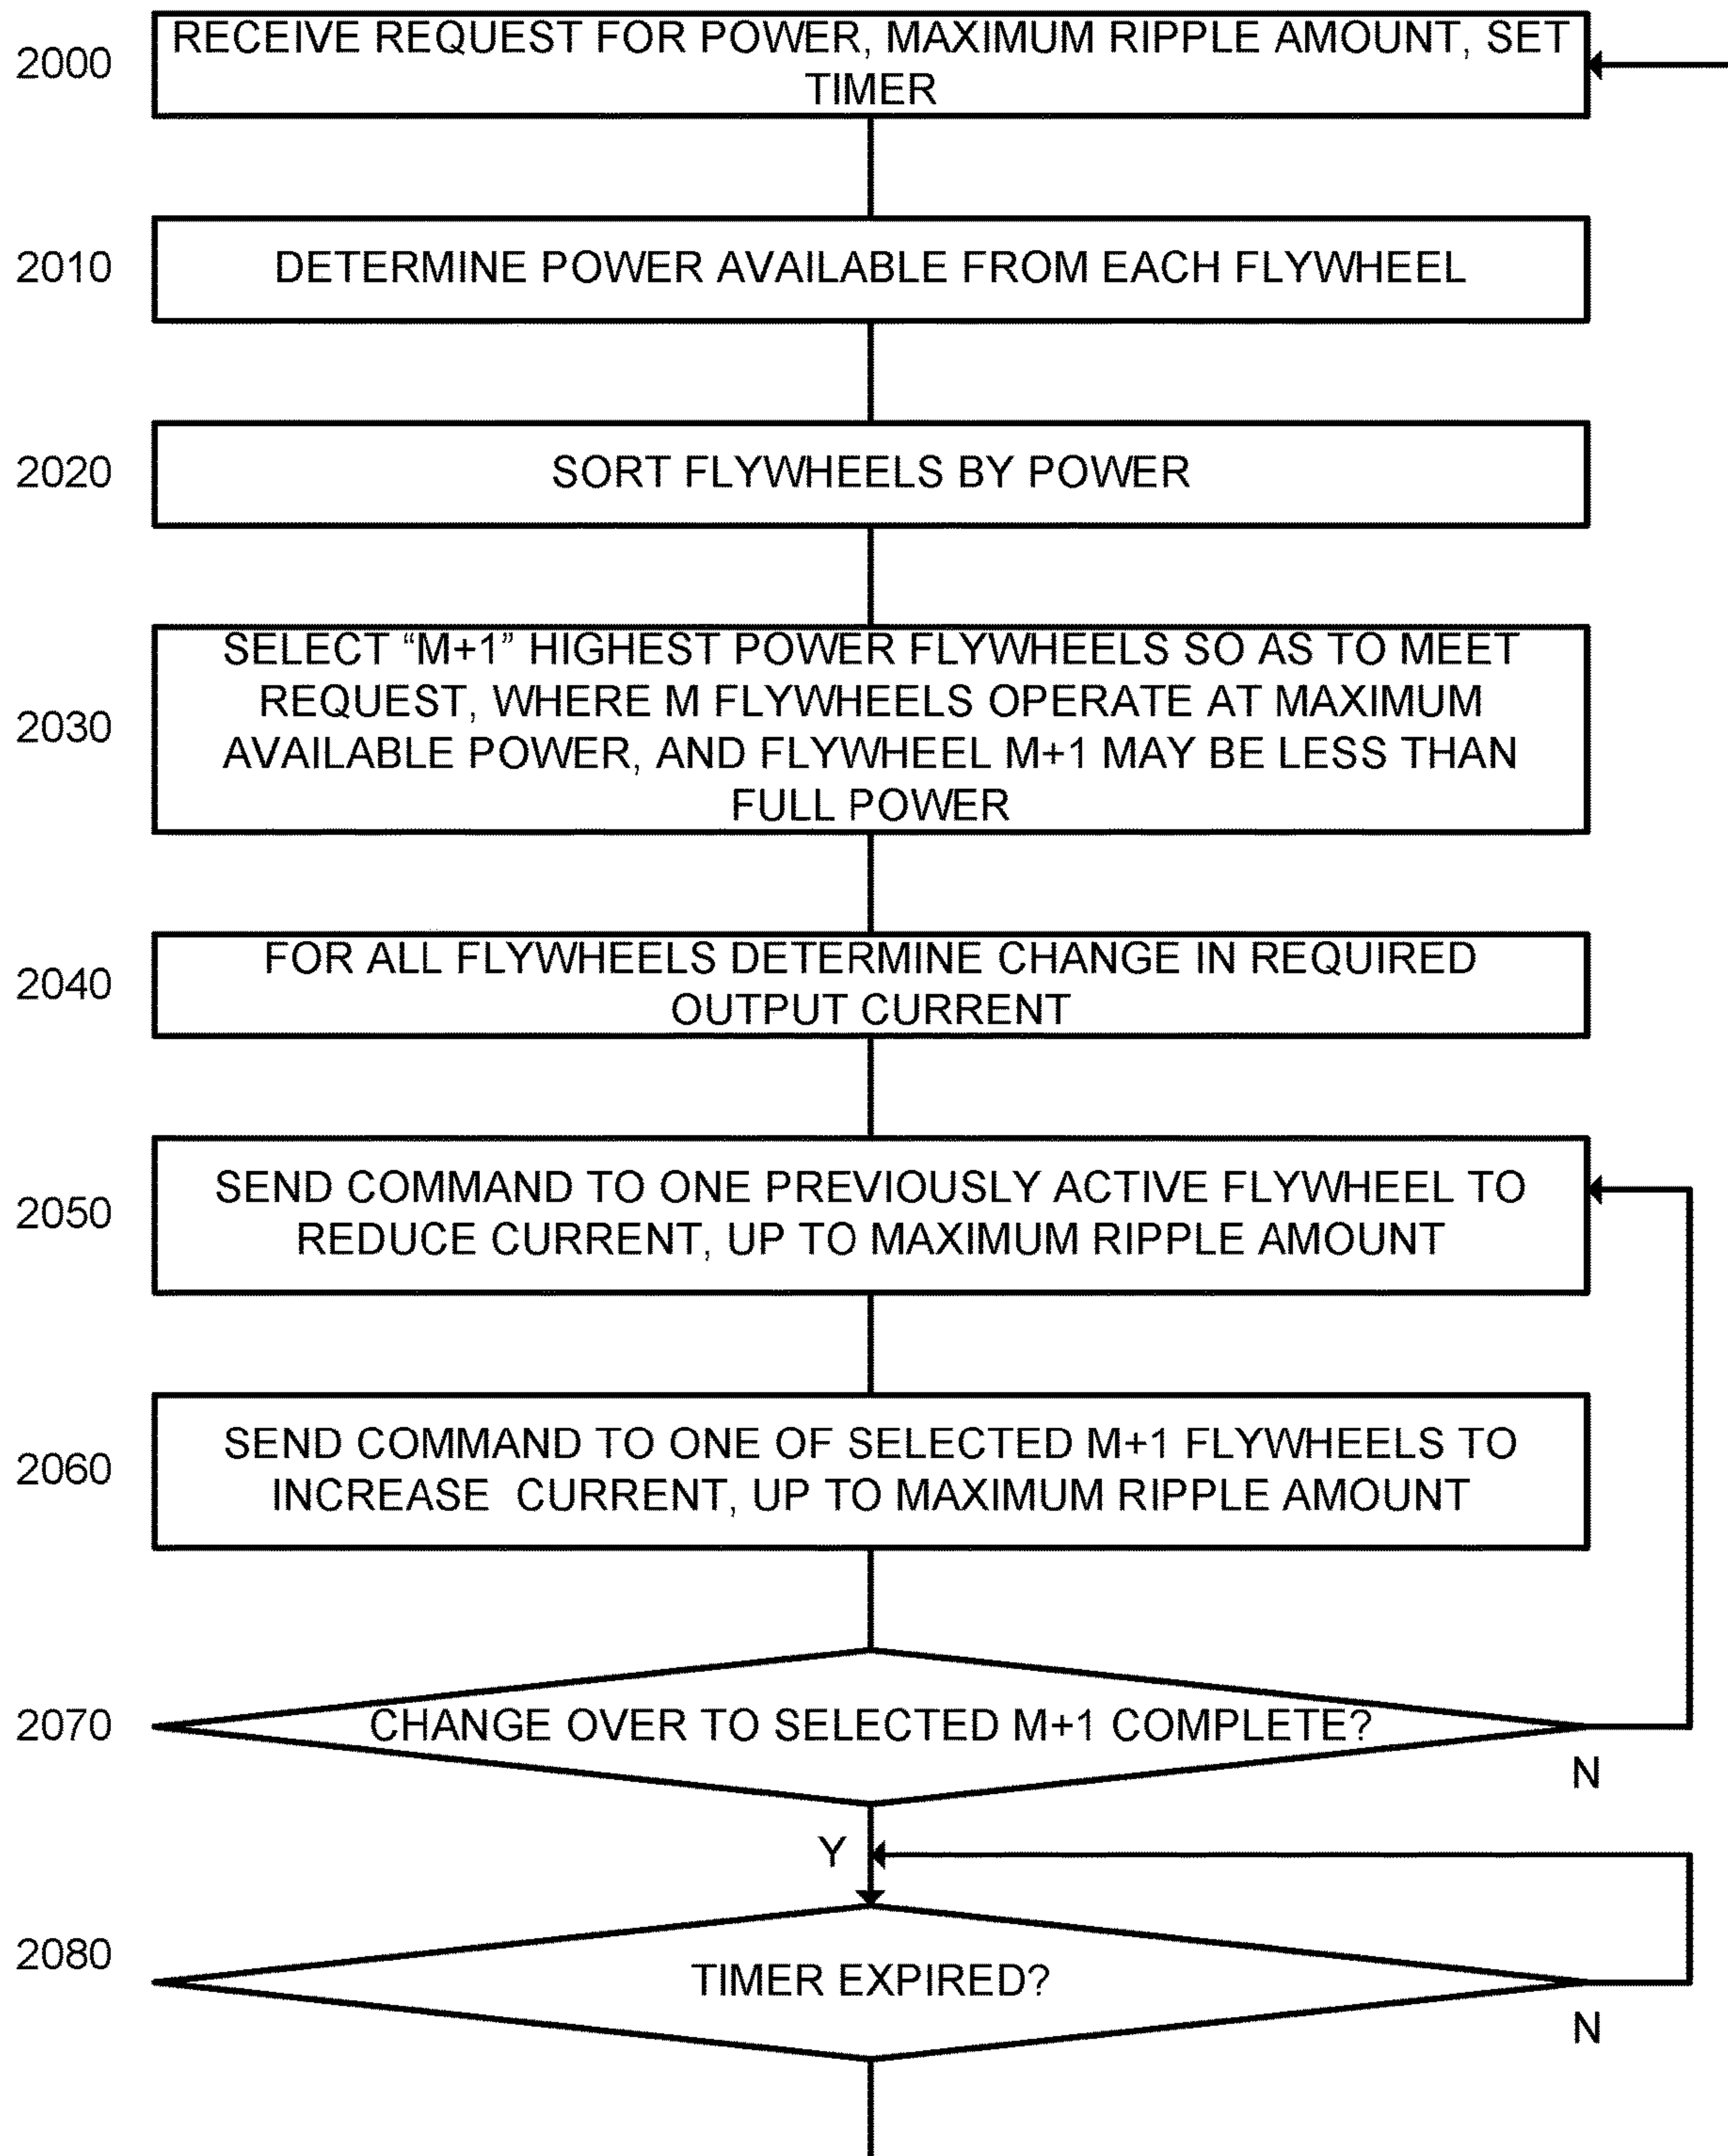 2000
RECEIVE REQUEST FOR POWER, MAXIMUM RIPPLE AMOUNT, SET
TIMER
2010
DETERMINE POWER AVAILABLE FROM EACH FLYWHEEL
2020
SORT FLYWHEELS BY POWER
2030
SELECT “M+1” HIGHEST POWER FLYWHEELS SO AS TO MEET
REQUEST, WHERE M FLYWHEELS OPERATE AT MAXIMUM
AVAILABLE POWER, AND FLYWHEEL M+1 MAY BE LESS THAN
FULL POWER
2040
FOR ALL FLYWHEELS DETERMINE CHANGE IN REQUIRED
OUTPUT CURRENT
2050
SEND COMMAND TO ONE PREVIOUSLY ACTIVE FLYWHEEL TO
REDUCE CURRENT, UP TO MAXIMUM RIPPLE AMOUNT
2060
SEND COMMAND TO ONE OF SELECTED M+1 FLYWHEELS TO
INCREASE CURRENT, UP TO MAXIMUM RIPPLE AMOUNT
2070
CHANGE OVER TO SELECTED M+1 COMPLETE?
N
Y
2080
TIMER EXPIRED?
N